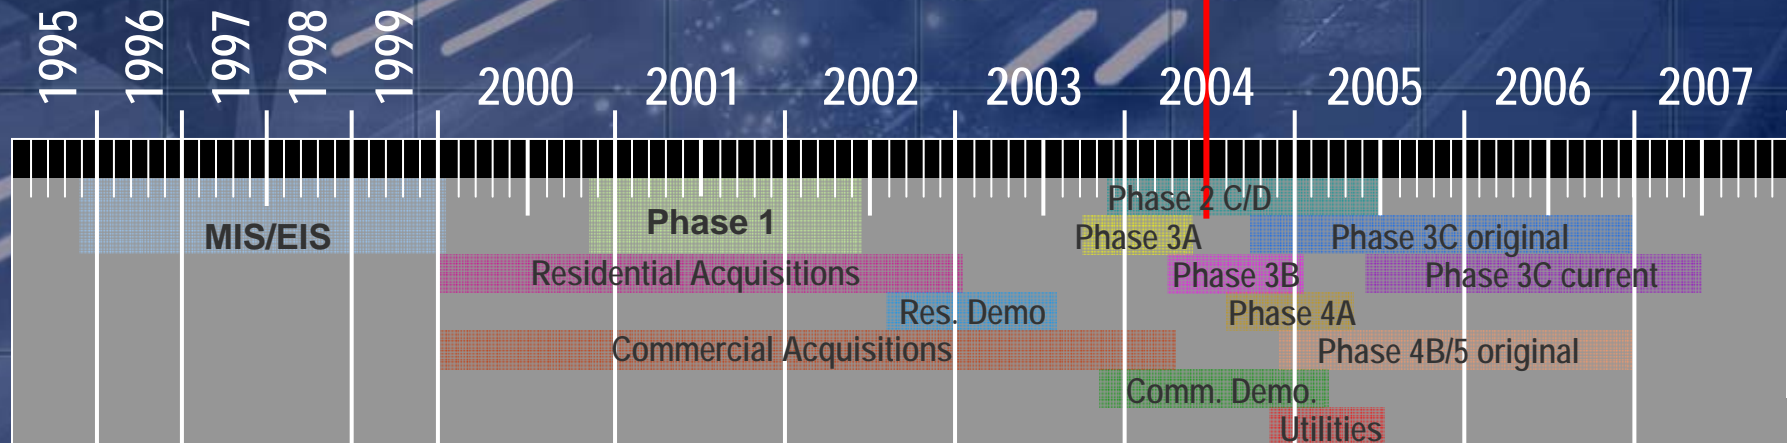 1995 1996 1997 1998 1999 2000 2001 2002 2003 2004 2005 2006 2007
Phase 2 C/D
MIS/EIS Phase 1 Phase 3A Phase 3C original
Residential Acquisitions Phase 3B Phase 3C current
Res. Demo Phase 4A
Commercial Acquisitions Phase 4B/5 original
Comm. Demo.
Utilities